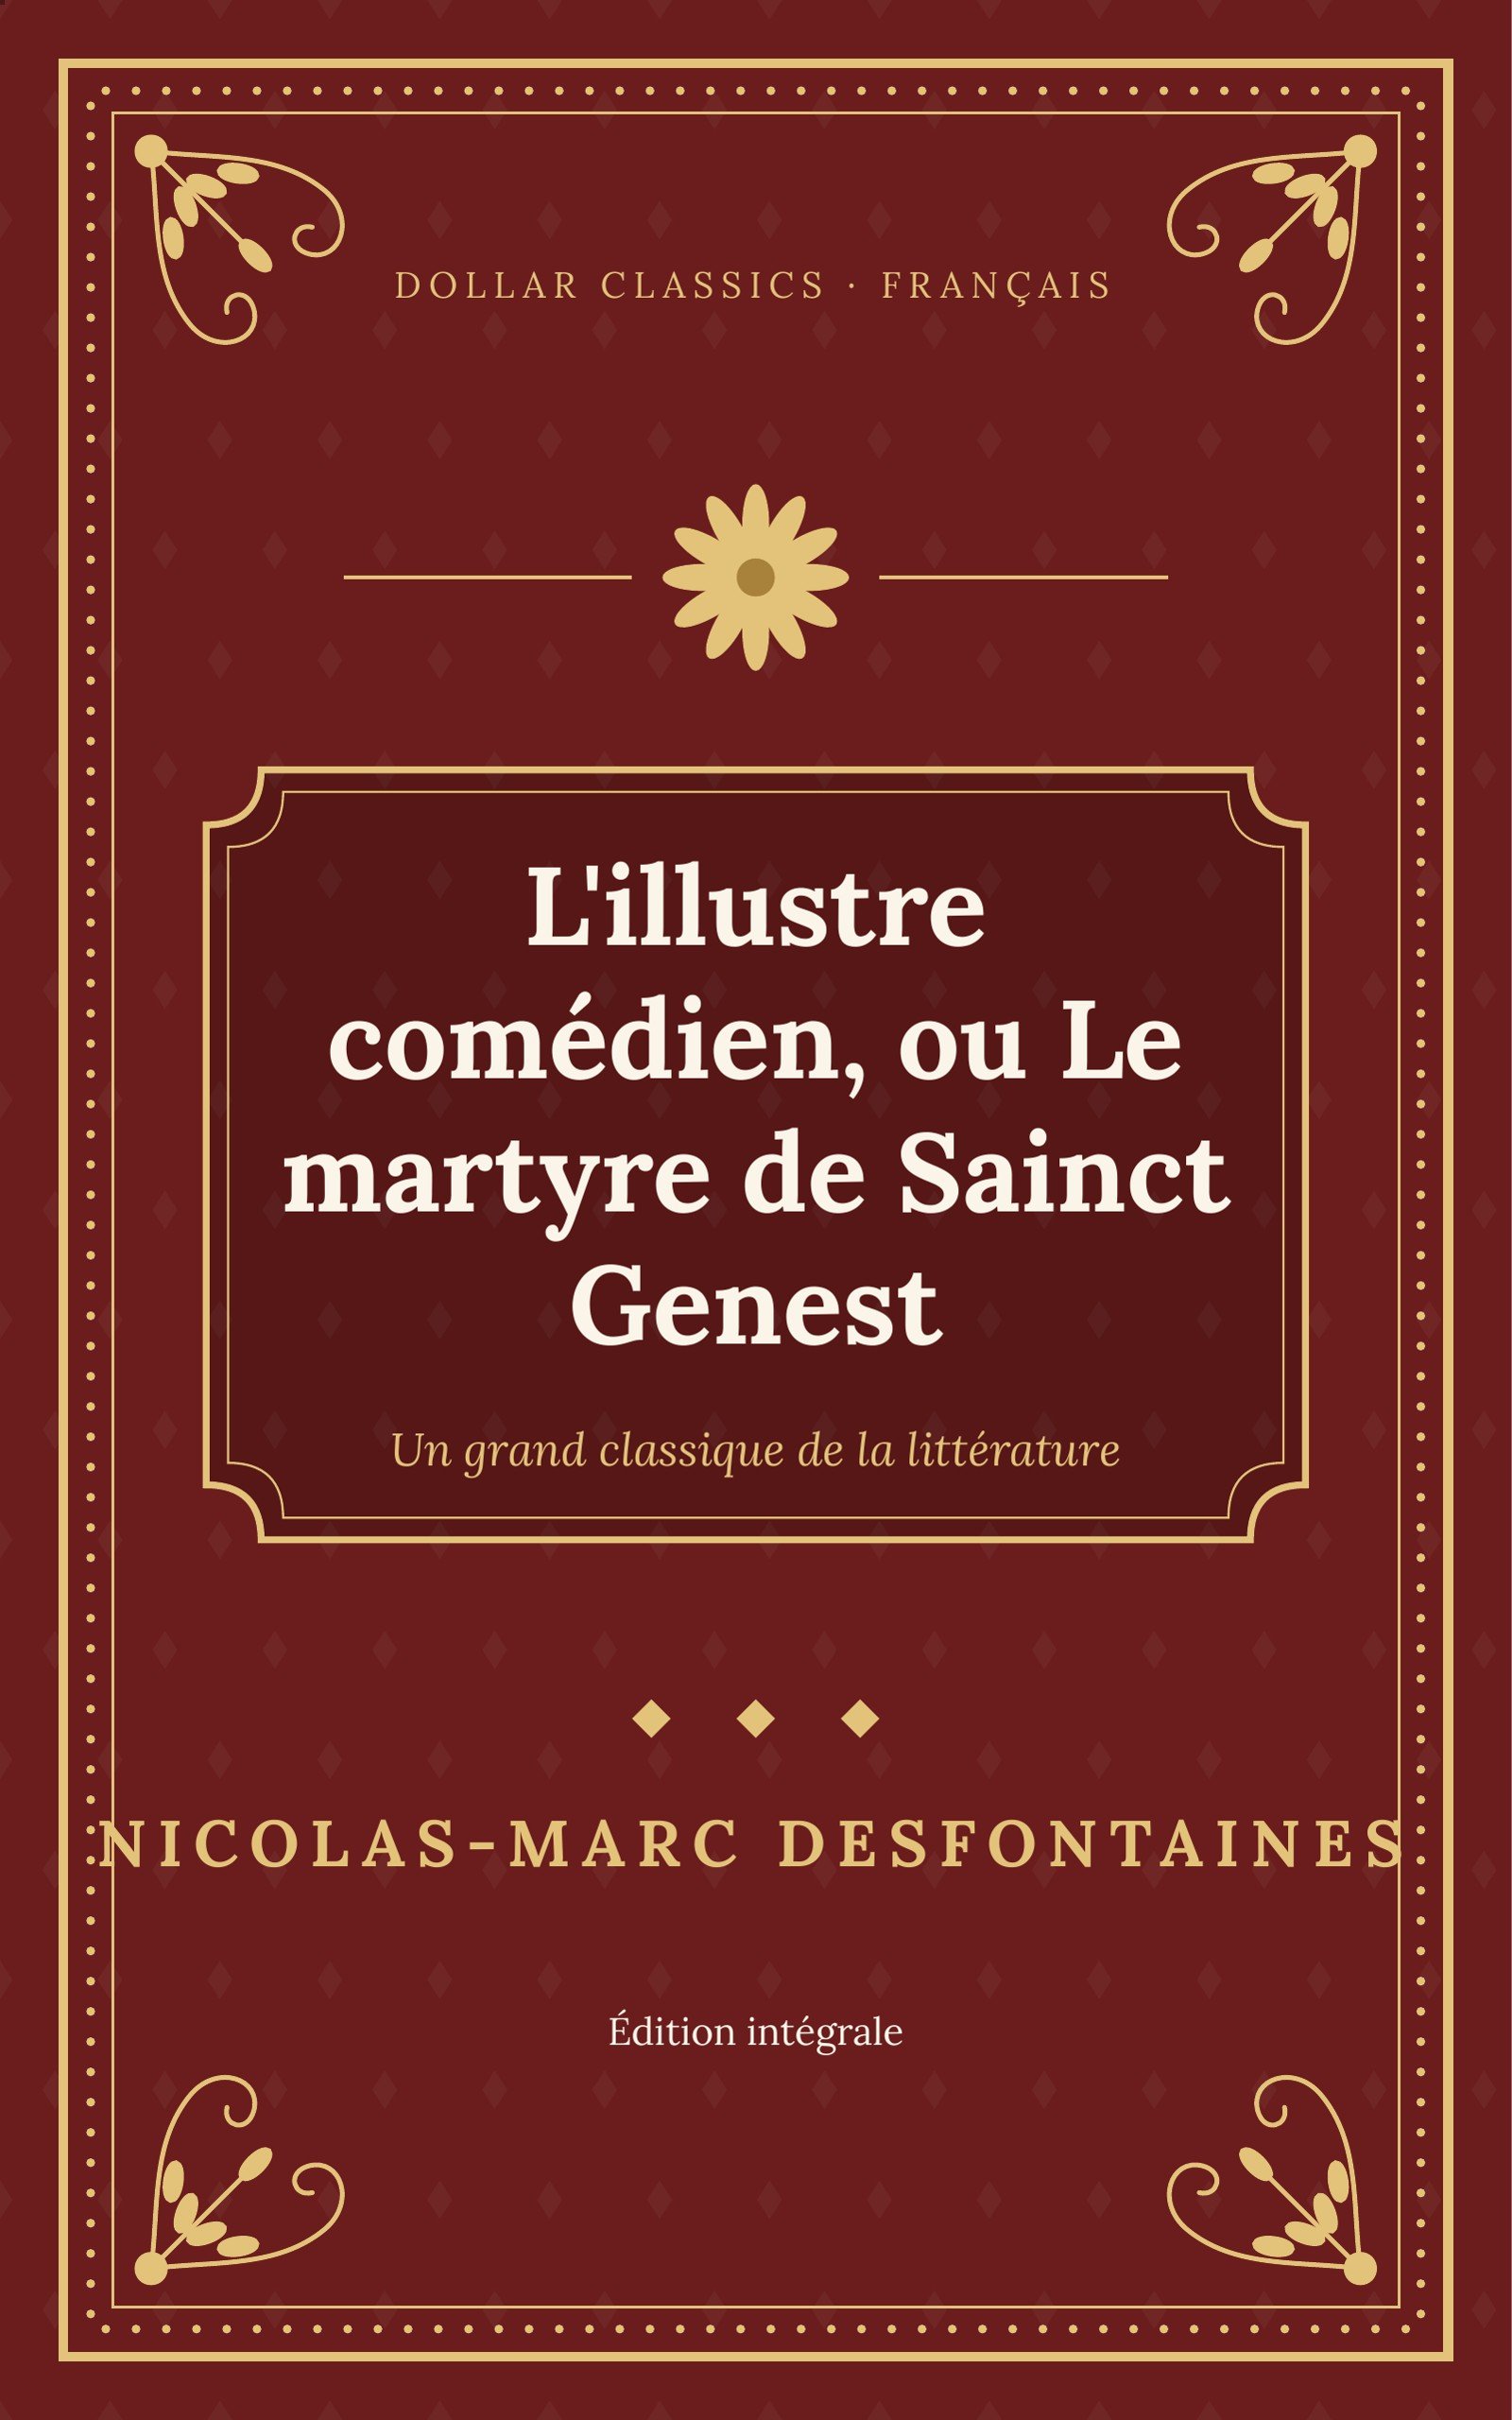 DOLLAR CLASSICS · FRANÇAIS
L'illustre
comédien, ou Le
martyre de Sainct
Genest
Un grand classique de la littérature
NICOLAS-MARC DESFONTAINES
Édition intégrale